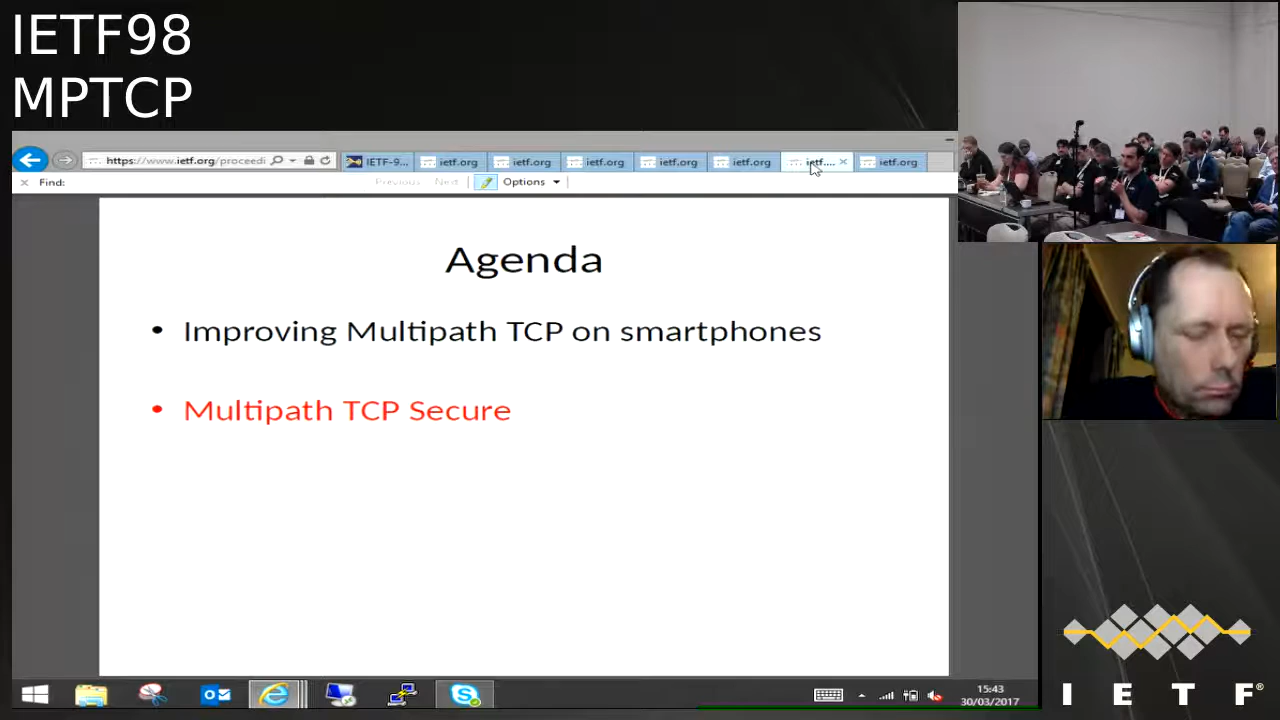 IETF98
MPTCP
https://www.ietf.org/proceedi
IETF-9...
ietf.org
ietf.org
ietf.org
ietf.org
ietf.org
ietf....
ietf.org
Find:
Previous
Next
Options
Agenda
• Improving Multipath TCP on smartphones
• Multipath TCP Secure
15:43
30/03/2017
I E T F®